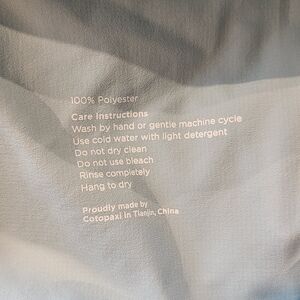 100% Polyester
Care Instructions
Wash by hand or gentle machine cycle
Use cold water with light detergent
Do not dry clean
Do not use bleach
Rinse completely
Hang to dry
Proudly made by
Cotopaxi in Tianjin, China